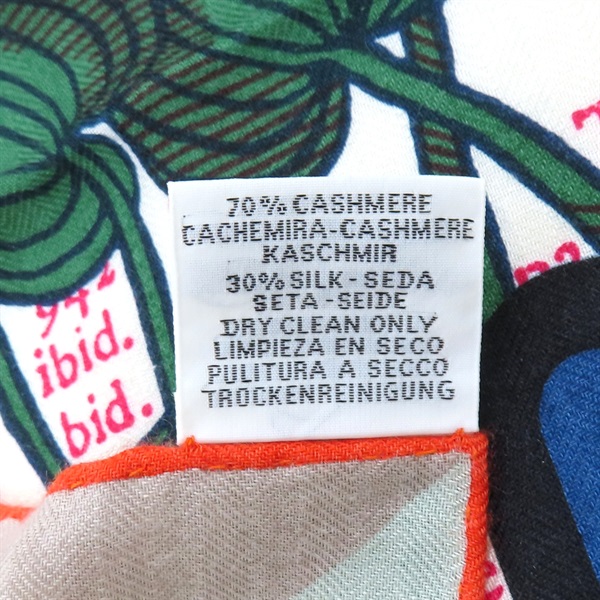 70% CASHMERE
CACHEMIRA-CASHMERE
KASCHMIR
30% SILK - SEDA
SETA - SEIDE
DRY CLEAN ONLY
LIMPIEZA EN SECO
PULITURA A SECCO
TROCKENREINIGUNG
942
ibid.
bid.